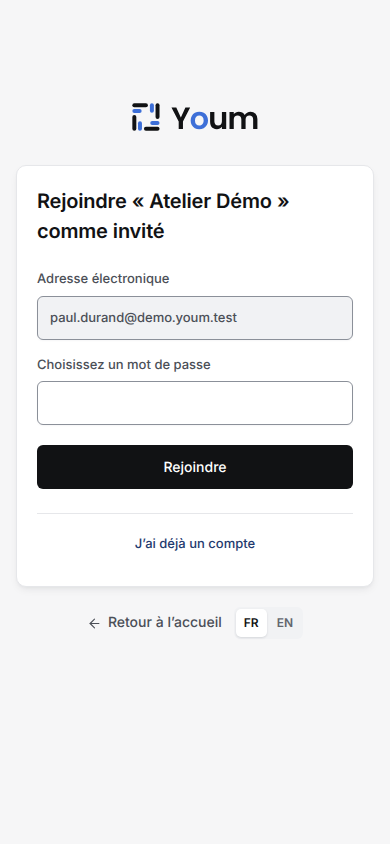 Youm
Rejoindre « Atelier Démo »
comme invité
Adresse électronique
paul.durand@demo.youm.test
Choisissez un mot de passe
Rejoindre
J’ai déjà un compte
← Retour à l’accueil FR EN